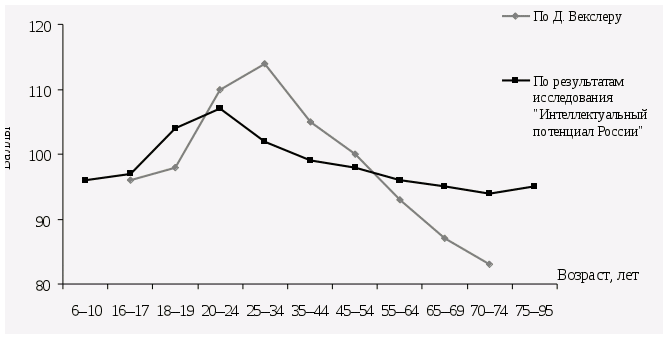 По Д. Векслеру
По результатам
исследования
"Интеллектуальный
потенциал России"
120
110
100
90
80
Возраст, лет
6–10 16–17 18–19 20–24 25–34 35–44 45–54 55–64 65–69 70–74 75–95